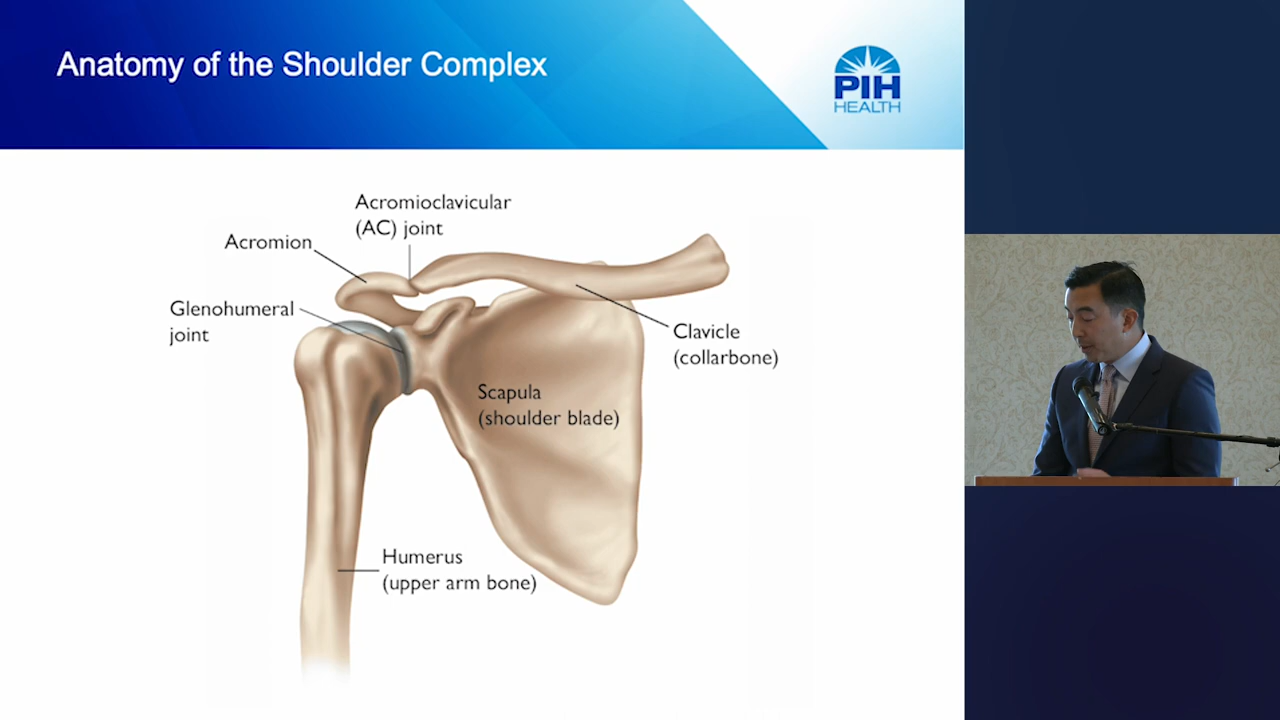 Anatomy of the Shoulder Complex
PIH
HEALTH
Acromioclavicular
(AC) joint
Acromion
Glenohumeral
joint
Clavicle
(collarbone)
Scapula
(shoulder blade)
Humerus
(upper arm bone)